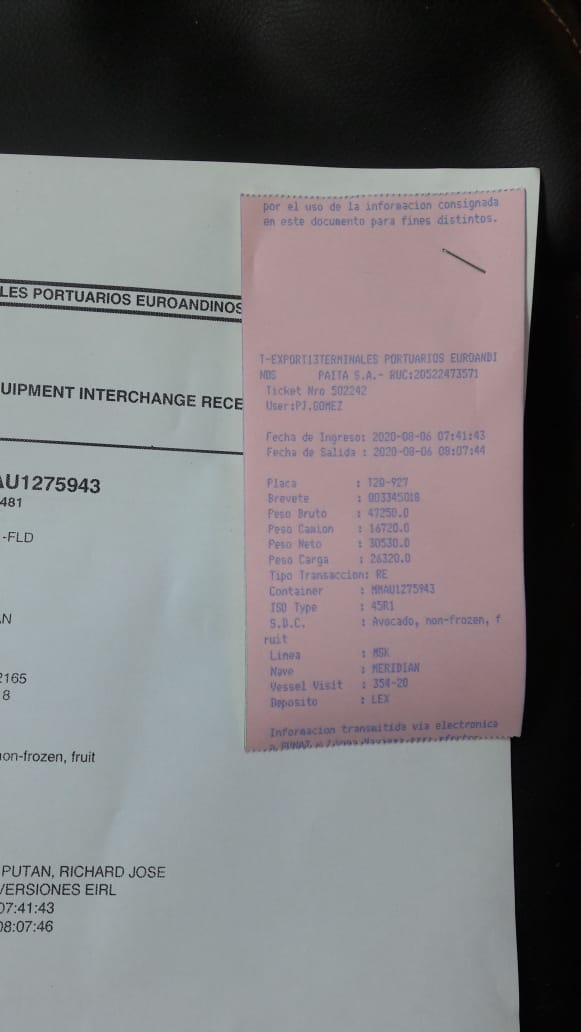 por el uso de la informacion consignada
en este documento para fines distintos.
LES PORTUARIOS EUROANDINOS
UIPMENT INTERCHANGE RECE
AU1275943
481
-FLD
AN
2165
8
non-frozen, fruit
PUTAN, RICHARD JOSE
VERSIONES EIRL
07:41:43
08:07:46
T-EXPORT13TERMINALES PORTUARIOS EUROANDI
NOS PAITA S.A.- RUC:20522473571
Ticket Nro 502242
User:PJ.GOMEZ
Fecha de Ingreso: 2020-08-06 07:41:43
Fecha de Salida : 2020-08-06 08:07:44
Placa : 12Q-927
Brevete : 003345018
Peso Bruto : 47250.0
Peso Camion : 16720.0
Peso Neto : 30530.0
Peso Carga : 26320.0
Tipo Transaccion: RE
Container : MMAU1275943
ISO Type : 45R1
S.D.C. : Avocado, non-frozen, f
ruit
Linea : MSK
Nave : MERIDIAN
Vessel Visit : 354-20
Deposito : LEX
Informacion transmitida via electronica